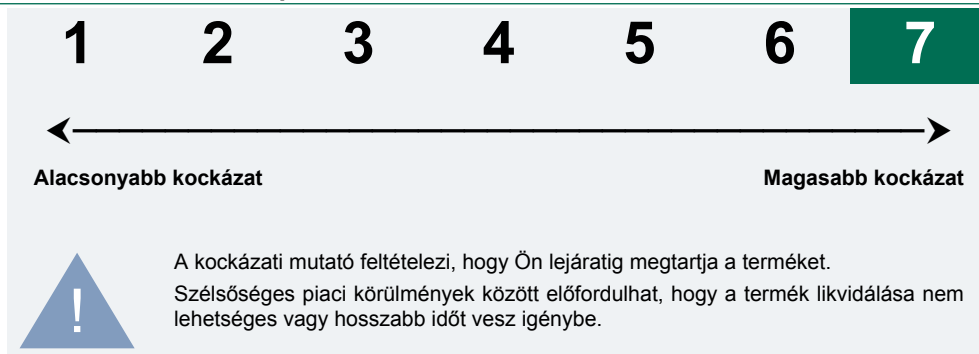 1 2 3 4 5 6 7
Alacsonyabb kockázat Magasabb kockázat
A kockázati mutató feltételezi, hogy Ön lejáratig megtartja a terméket.
Szélsőséges piaci körülmények között előfordulhat, hogy a termék likvidálása nem
lehetséges vagy hosszabb időt vesz igénybe.
!